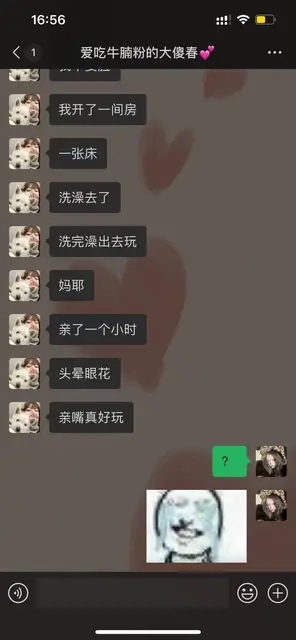 16:56
1
爱吃牛腩粉的大傻春💕
我开了一间房
一张床
洗澡去了
洗完澡出去玩
妈耶
亲了一个小时
头晕眼花
亲嘴真好玩
？